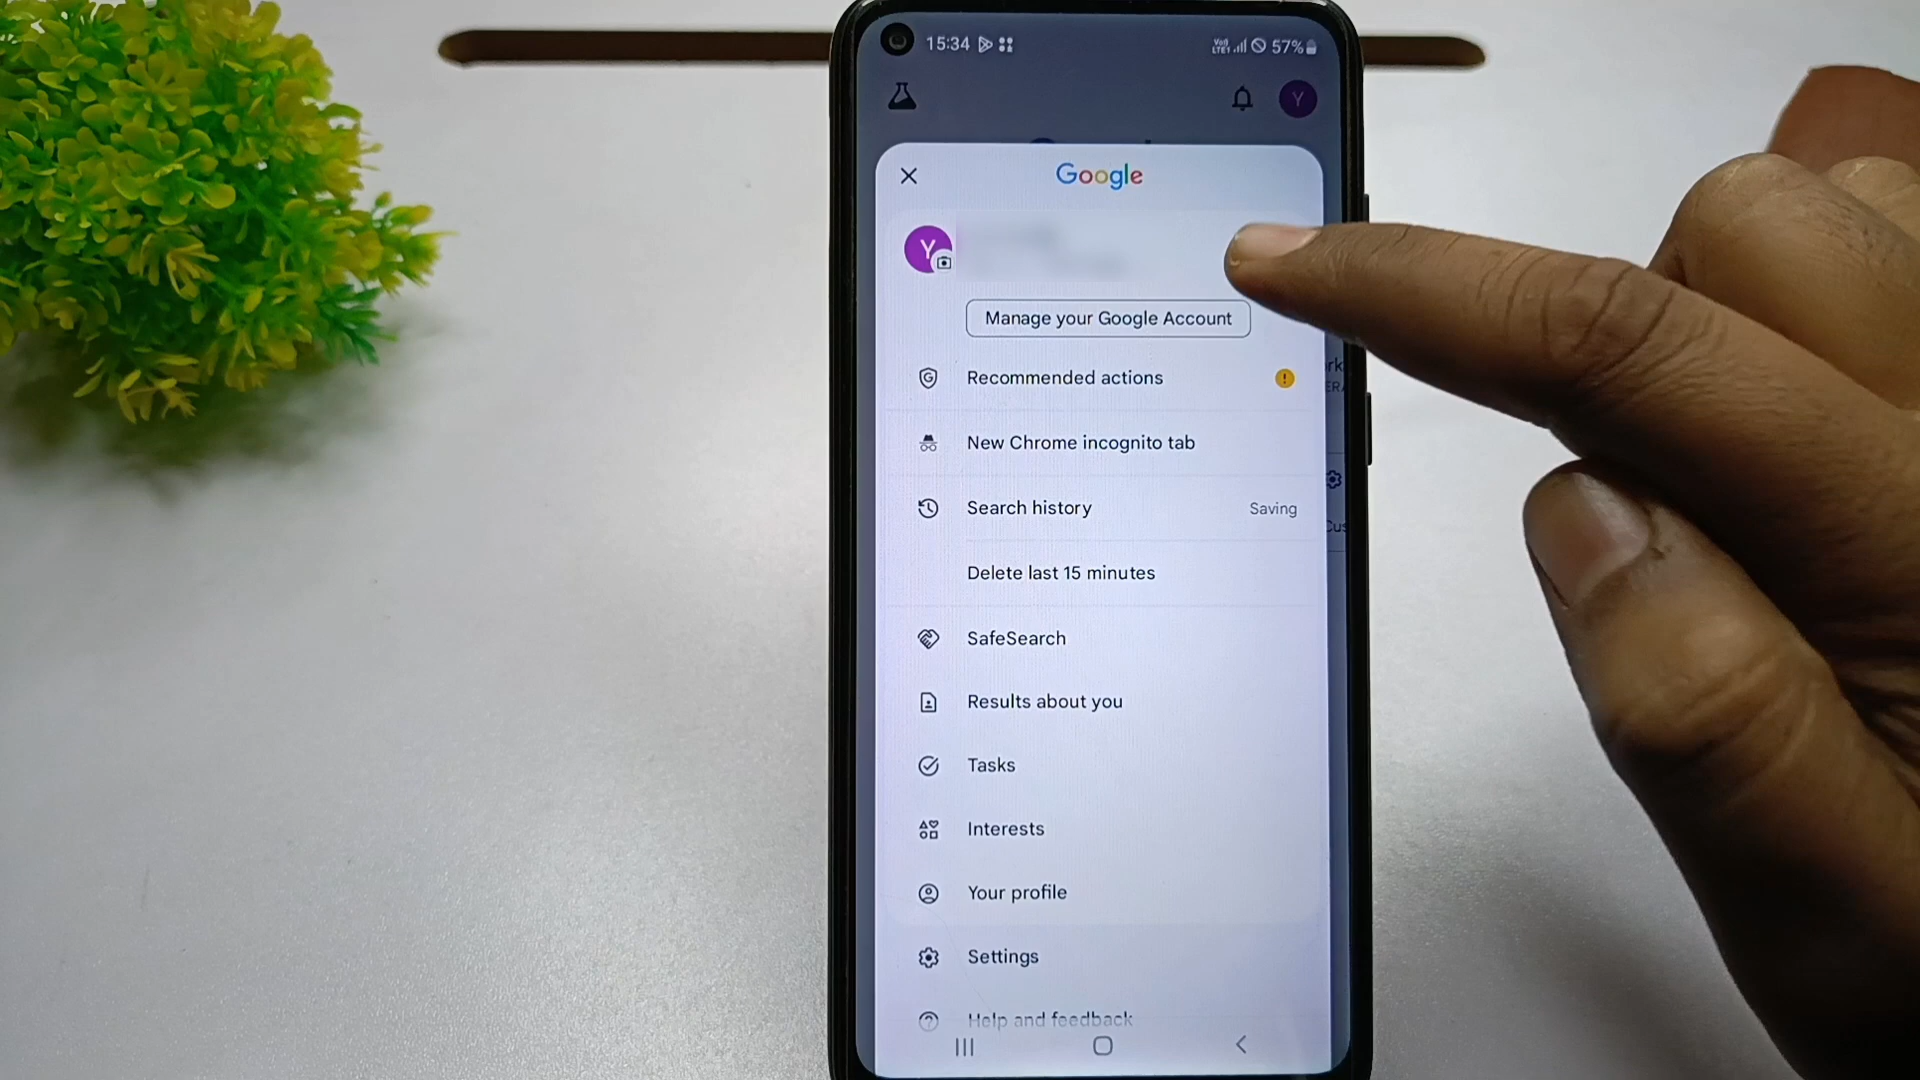 15:34
57%
Y
Google
Y
Manage your Google Account
Recommended actions
New Chrome incognito tab
Search history
Saving
Delete last 15 minutes
SafeSearch
Results about you
Tasks
Interests
Your profile
Settings
Help and feedback